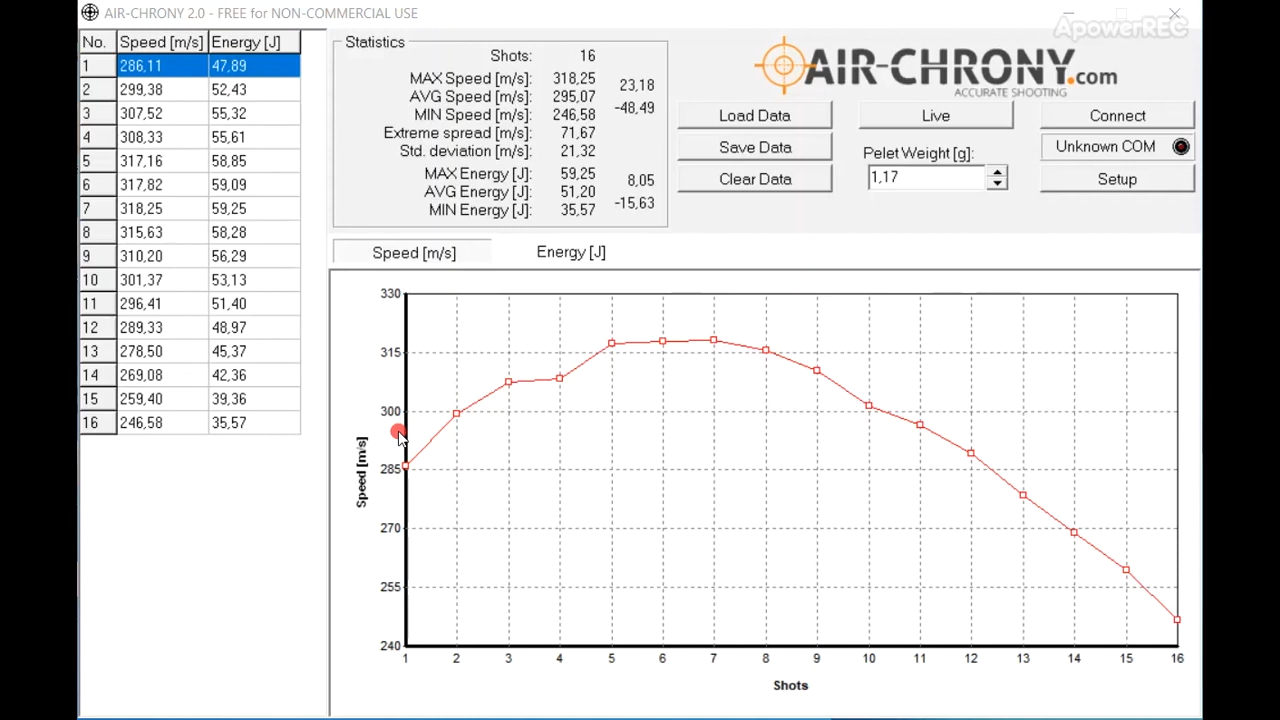 AIR-CHRONY 2.0 - FREE for NON-COMMERCIAL USE
ApowerREC
No. Speed [m/s] Energy [J]
1 286,11 47,89
2 299,38 52,43
3 307,52 55,32
4 308,33 55,61
5 317,16 58,85
6 317,82 59,09
7 318,25 59,25
8 315,63 58,28
9 310,20 56,29
10 301,37 53,13
11 296,41 51,40
12 289,33 48,97
13 278,50 45,37
14 269,08 42,36
15 259,40 39,36
16 246,58 35,57
Statistics
Shots: 16
MAX Speed [m/s]: 318,25
23,18
AVG Speed [m/s]: 295,07
-48,49
MIN Speed [m/s]: 246,58
Extreme spread [m/s]: 71,67
Std. deviation [m/s]: 21,32
MAX Energy [J]: 59,25
8,05
AVG Energy [J]: 51,20
-15,63
MIN Energy [J]: 35,57
AIR-CHRONY.com
ACCURATE SHOOTING
Load Data
Save Data
Clear Data
Live
Pelet Weight [g]:
1,17
Connect
Unknown COM
Setup
Speed [m/s] Energy [J]
330
315
300
285
270
255
240
Speed [m/s]
1 2 3 4 5 6 7 8 9 10 11 12 13 14 15 16
Shots